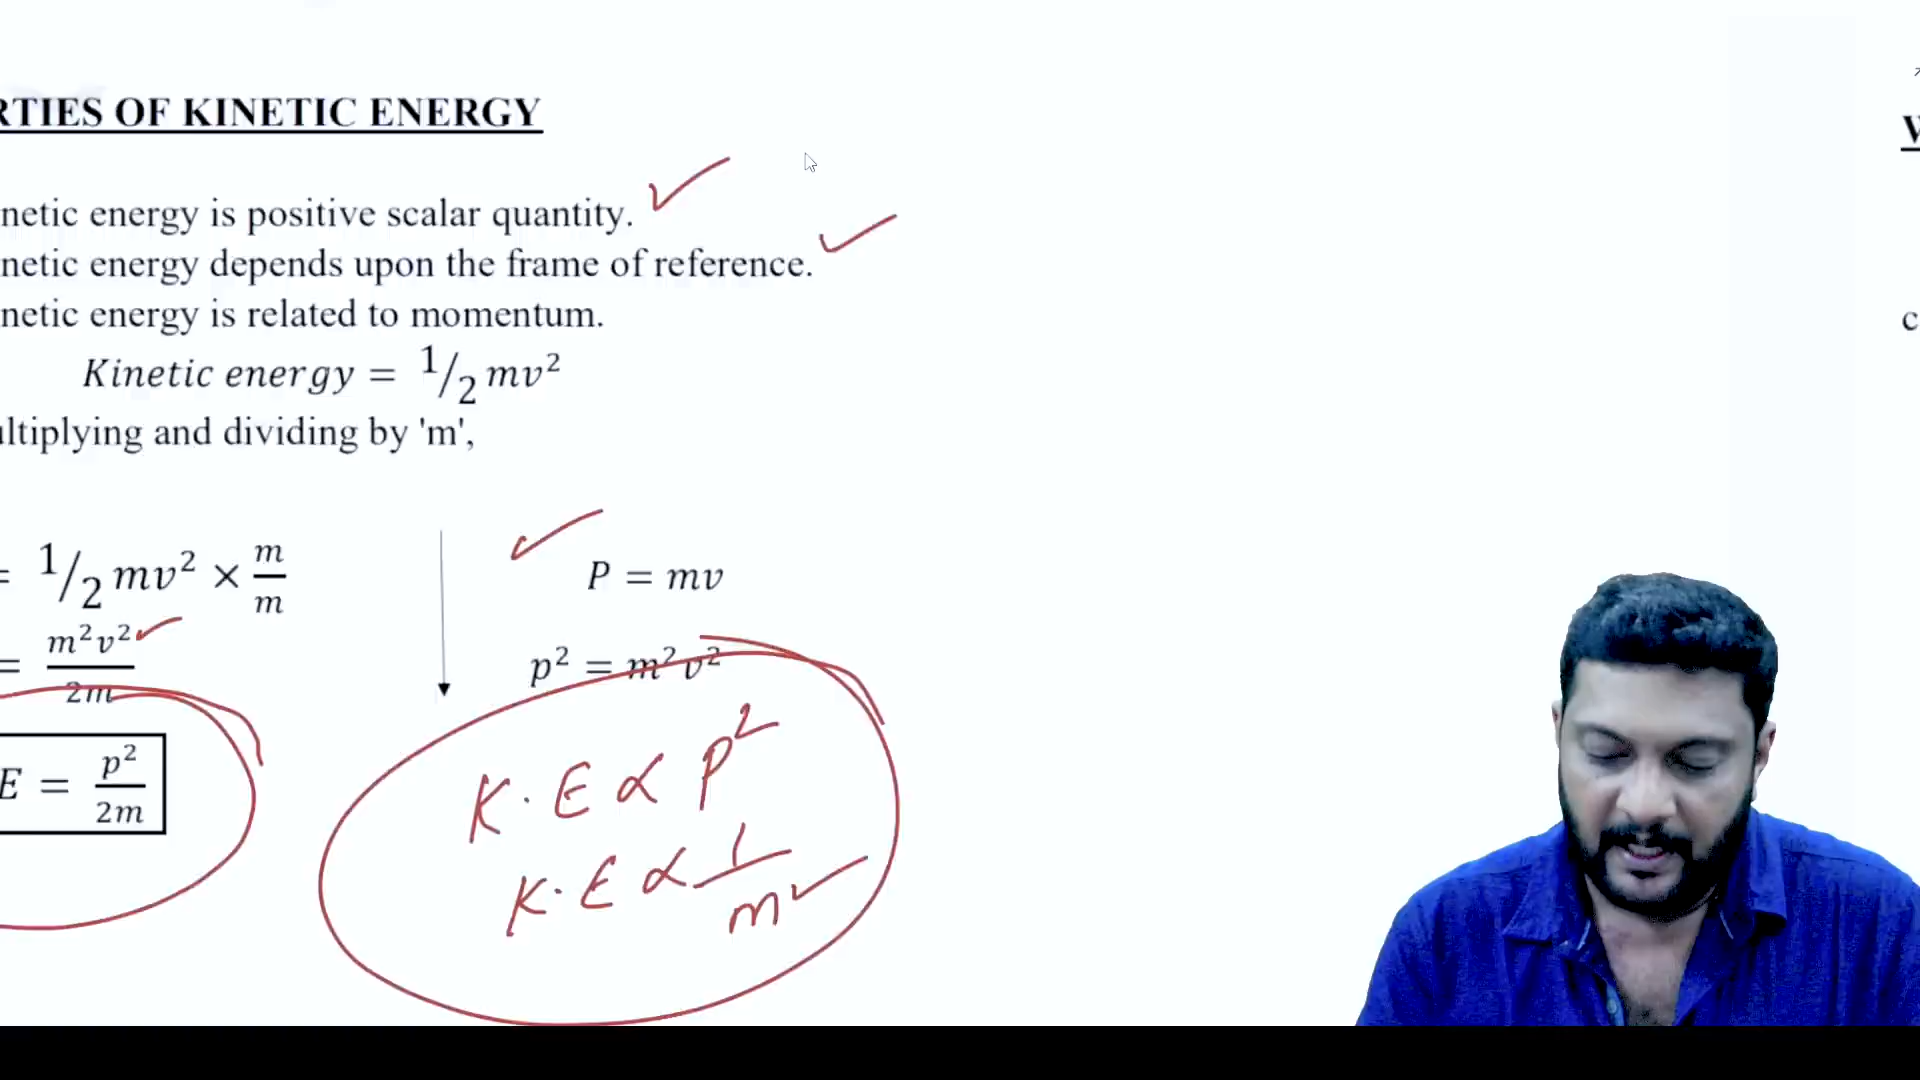 RTIES OF KINETIC ENERGY
netic energy is positive scalar quantity.
netic energy depends upon the frame of reference.
netic energy is related to momentum.
Kinetic energy = 1/2 mv²
ltiplying and dividing by 'm',
= 1/2 mv² × m/m
P = mv
= m²v²/2m
p² = m²v²
E = p²/2m
K.E ∝ P²
K.E ∝ 1/m